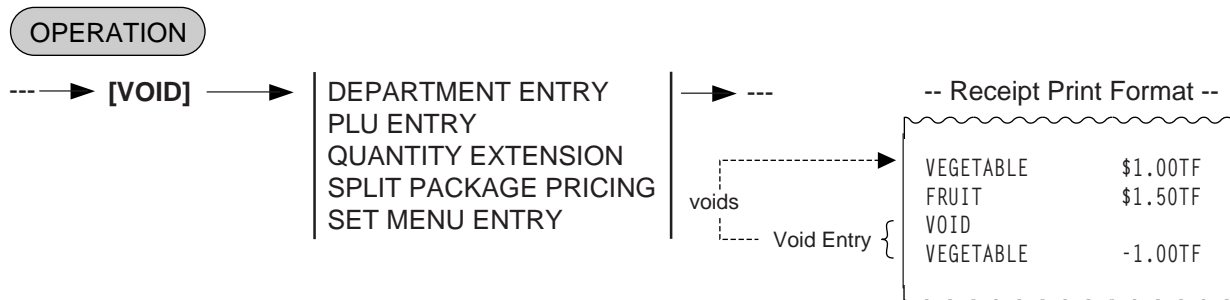 OPERATION
--- [VOID] DEPARTMENT ENTRY ---
PLU ENTRY
QUANTITY EXTENSION
SPLIT PACKAGE PRICING
SET MENU ENTRY
voids
Void Entry
-- Receipt Print Format --
VEGETABLE $1.00TF
FRUIT $1.50TF
VOID
VEGETABLE -1.00TF